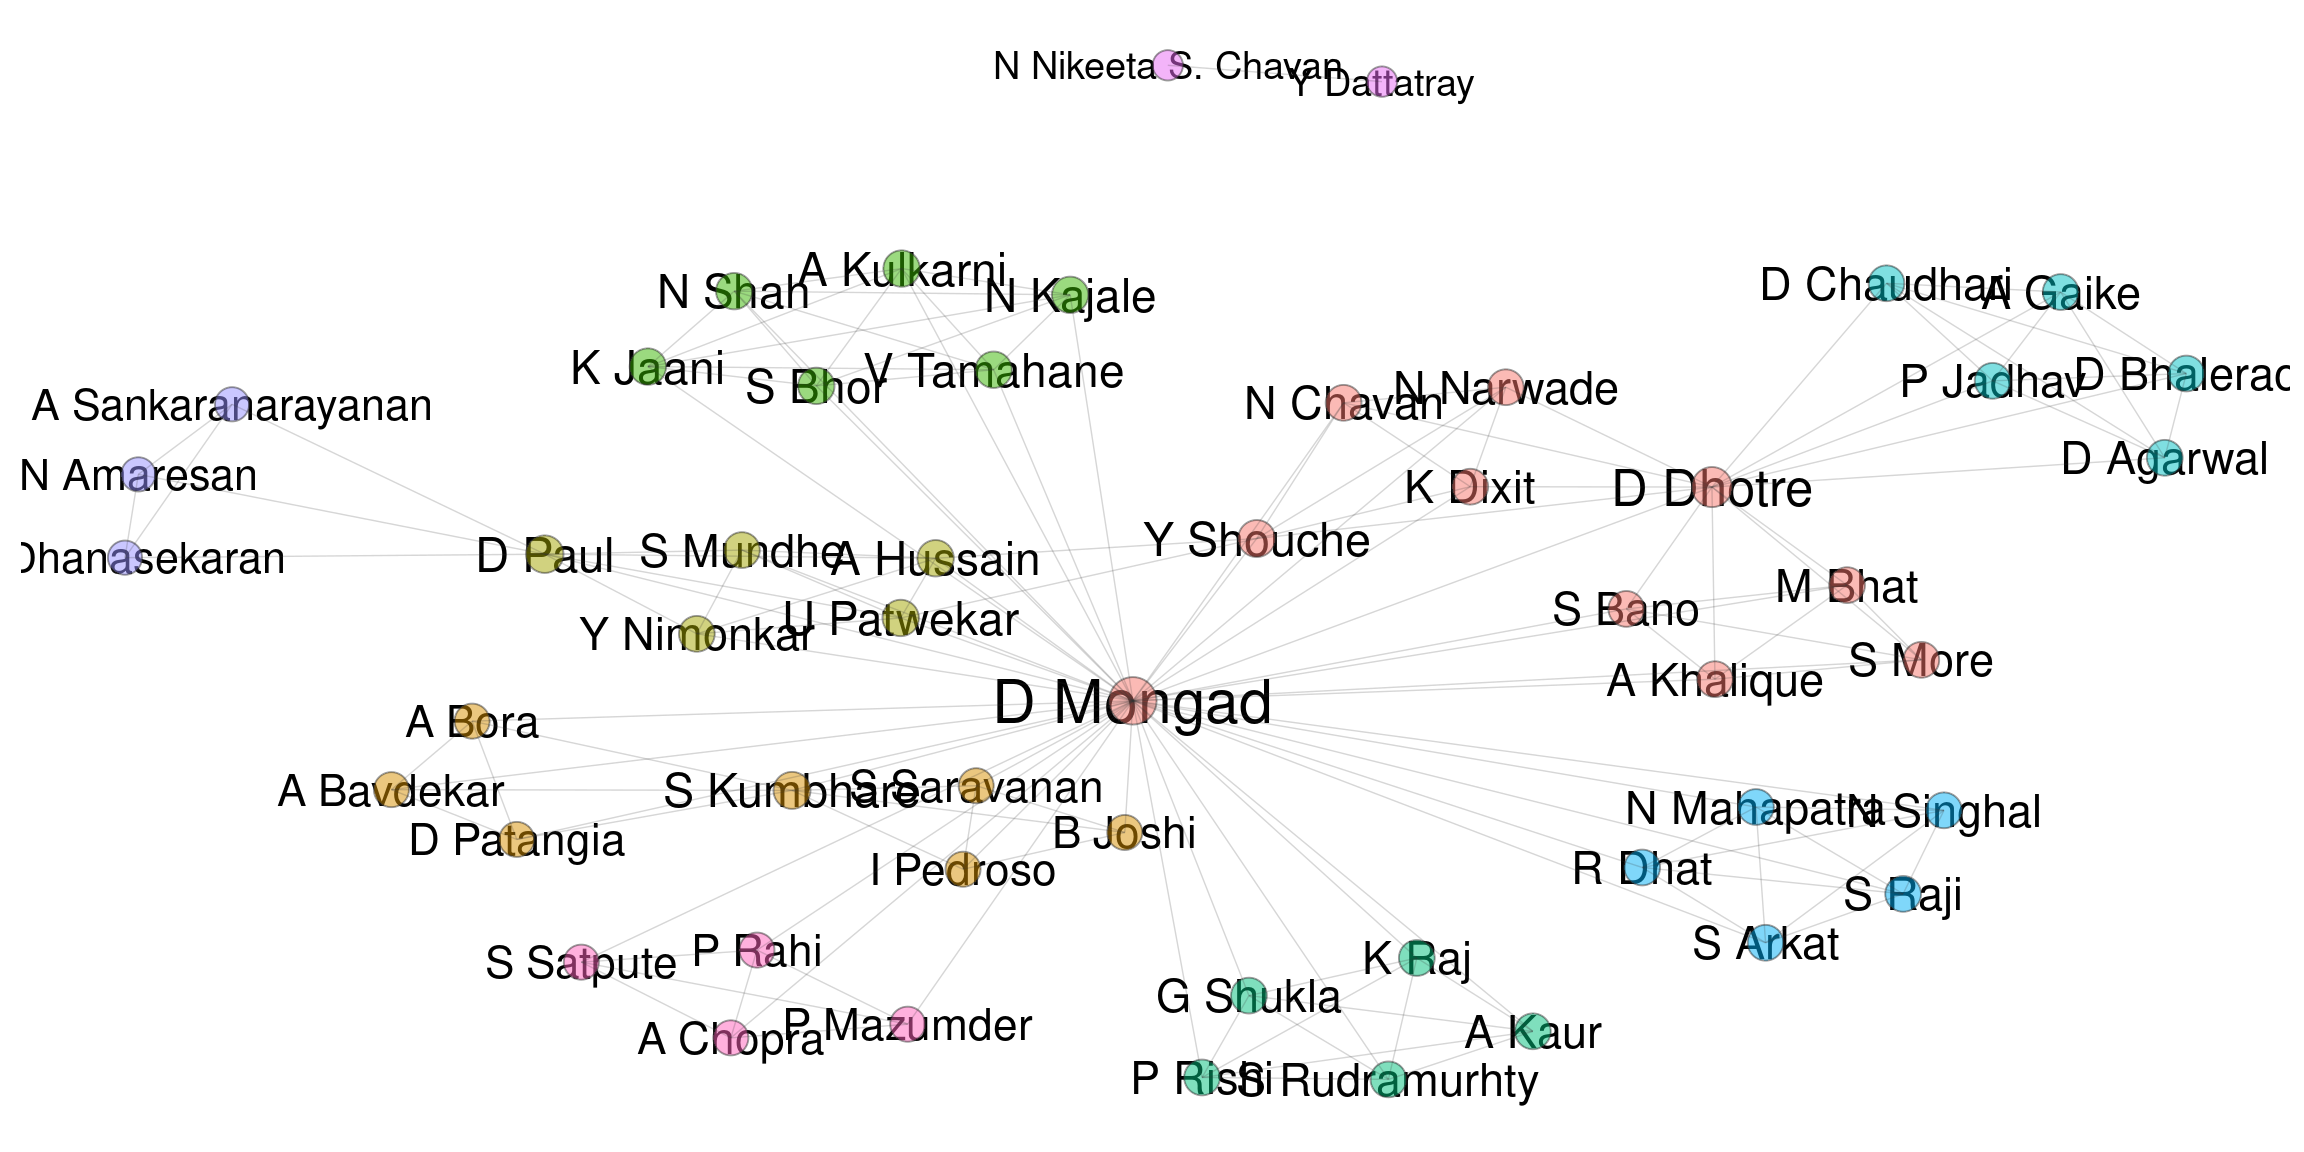 N Nikeeta S. Chavan
Y Dattatray
A Kulkarni
N Shah
N Kajale
D Chaudhari
A Gaike
K Jaani
S Bhor
V Tamahane
N Chavan
N Narwade
P Jadhav
D Bhalerao
A Sankaranarayanan
N Amaresan
K Dixit
D Dhotre
D Agarwal
Dhanasekaran
D Paul
S Mundhe
A Hussain
Y Shouche
Y Nimonkar
U Patwekar
S Bano
M Bhat
A Khalique
S More
D Mongad
A Bora
A Bavdekar
S Kumbhare
S Saravanan
D Patangia
B Joshi
I Pedroso
N Mahapatra
N Singhal
R Dhat
S Raji
S Arkat
S Satpute
P Rahi
A Chopra
P Mazumder
K Raj
G Shukla
A Kaur
P Rishi
S Rudramurhty